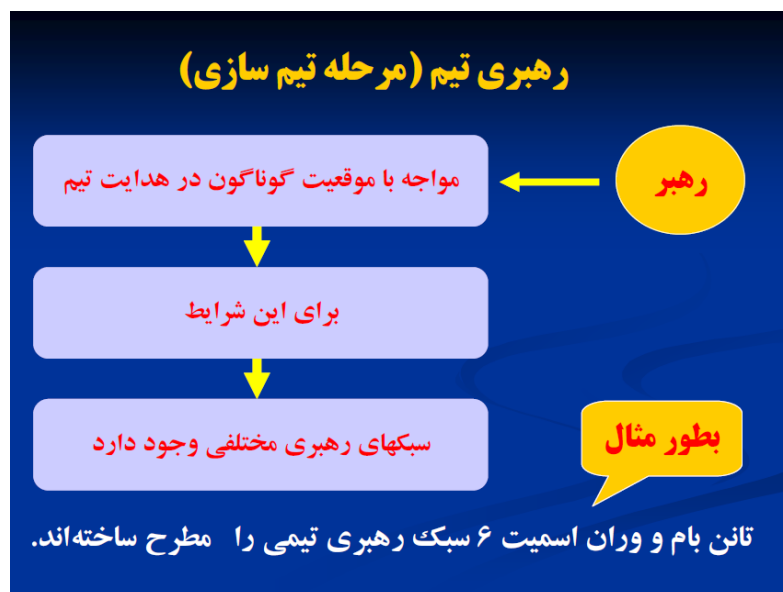 رهبری تیم (مرحله تیم سازی)
رهبر
مواجه با موقعیت گوناگون در هدایت تیم
برای این شرایط
سبکهای رهبری مختلفی وجود دارد
بطور مثال
تانن بام و وران اسمیت ۶ سبک رهبری تیمی را مطرح ساخته‌اند.